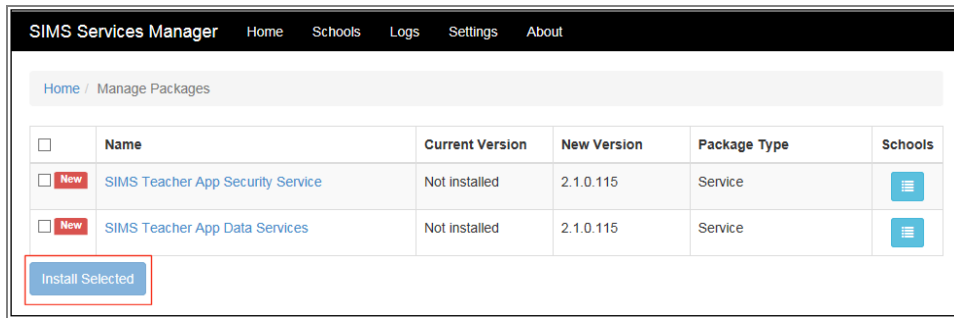 SIMS Services Manager Home Schools Logs Settings About
Home / Manage Packages
Name Current Version New Version Package Type Schools
New SIMS Teacher App Security Service Not installed 2.1.0.115 Service
New SIMS Teacher App Data Services Not installed 2.1.0.115 Service
Install Selected